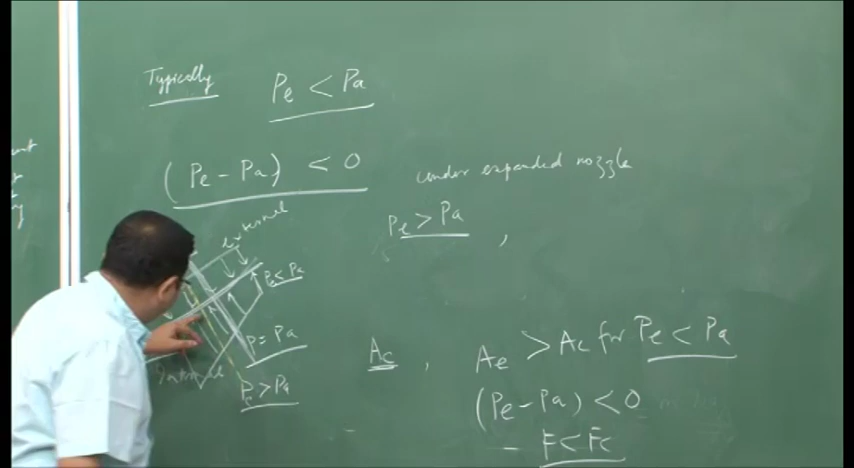 Typically Pe < Pa
(Pe - Pa) < 0
under expanded nozzle
Pe > Pa ,
external
Pe < Pa
P = Pa
Internal
Pe > Pa
Ac , Ae > Ac for Pe < Pa
(Pe - Pa) < 0
- F < Fc